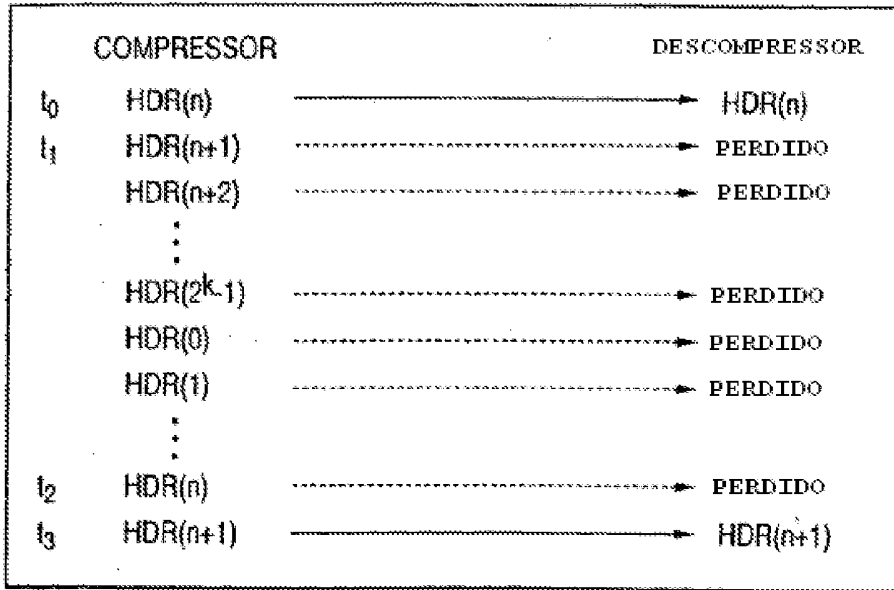 COMPRESSOR DESCOMPRESSOR
t0 HDR(n) HDR(n)
t1 HDR(n+1) PERDIDO
HDR(n+2) PERDIDO
HDR(2^k-1) PERDIDO
HDR(0) PERDIDO
HDR(1) PERDIDO
t2 HDR(n) PERDIDO
t3 HDR(n+1) HDR(n+1)